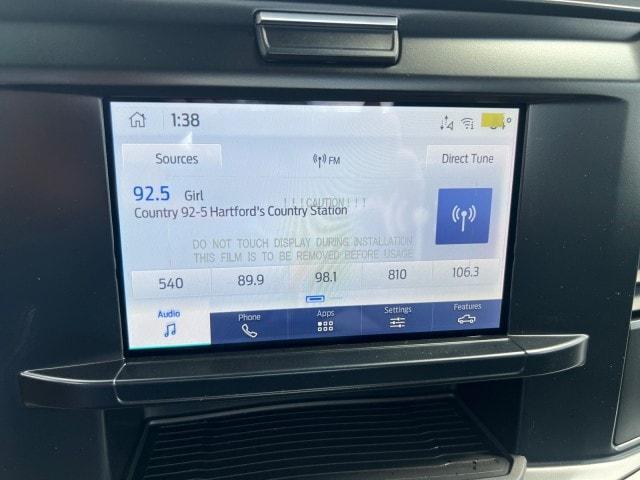 1:38
Sources
FM
Direct Tune
92.5 Girl
! ! ! CAUTION ! ! !
Country 92-5 Hartford's Country Station
DO NOT TOUCH DISPLAY DURING INSTALLATION
THIS FILM IS TO BE REMOVED BEFORE USAGE
540 89.9 98.1 810 106.3
Audio Phone Apps Settings Features